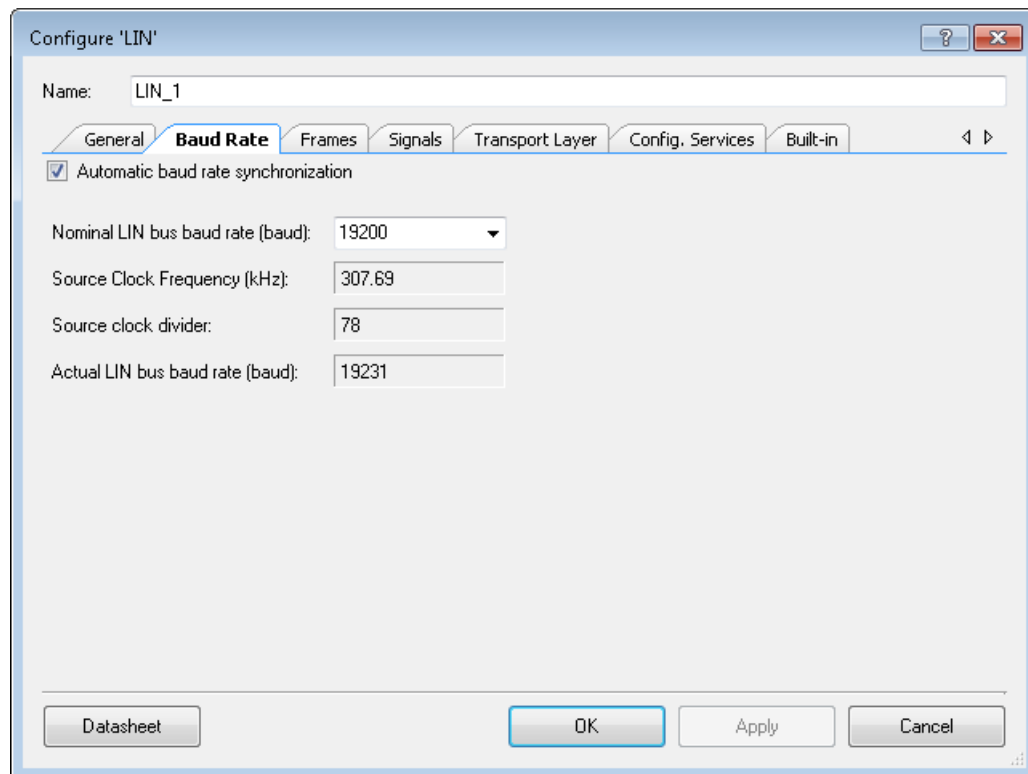 Configure 'LIN'
Name: LIN_1
General Baud Rate Frames Signals Transport Layer Config. Services Built-in
Automatic baud rate synchronization
Nominal LIN bus baud rate (baud): 19200
Source Clock Frequency (kHz): 307.69
Source clock divider: 78
Actual LIN bus baud rate (baud): 19231
Datasheet OK Apply Cancel